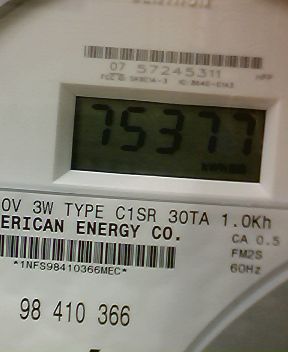 07 57245311
75377
0V 3W TYPE C1SR 30TA 1.0Kh
ERICAN ENERGY CO.
CA 0.5
FM2S
*1NFS98410366MEC*
60Hz
98 410 366